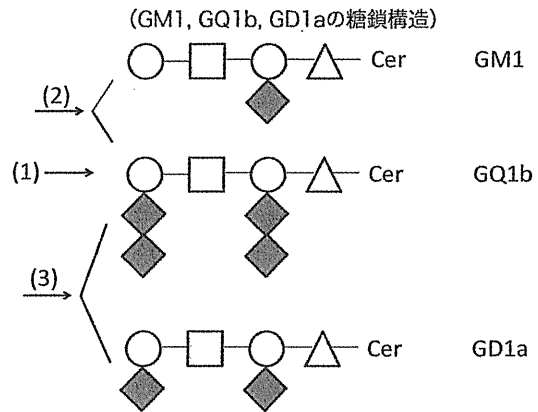 (GM1, GQ1b, GD1aの糖鎖構造)
Cer GM1
(2)
(1) Cer GQ1b
(3)
Cer GD1a